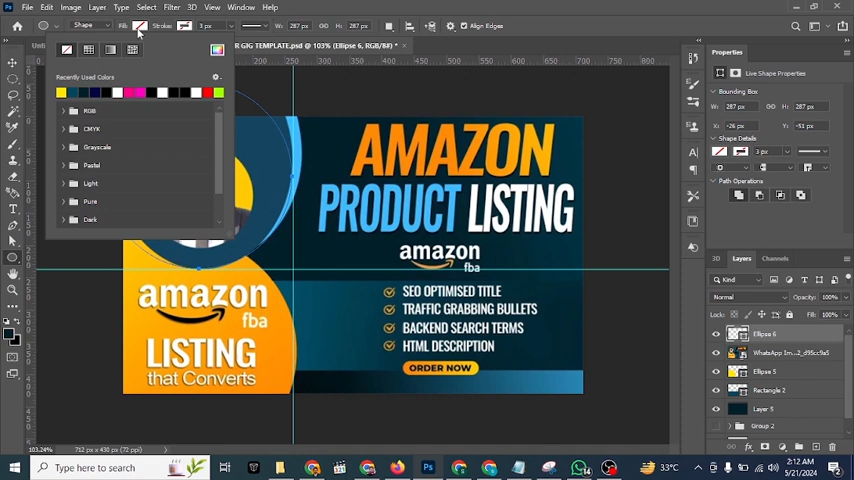 Ps File Edit Image Layer Type Select Filter 3D View Window Help
Shape Fill: Stroke: 3 px W: 287 px H: 287 px Align Edges
R GIG TEMPLATE.psd @ 103% (Ellipse 6, RGB/8#) *
Recently Used Colors
RGB
CMYK
Grayscale
Pastel
Light
Pure
Dark
AMAZON
PRODUCT LISTING
amazon
fba
SEO OPTIMISED TITLE
TRAFFIC GRABBING BULLETS
BACKEND SEARCH TERMS
HTML DESCRIPTION
ORDER NOW
amazon
fba
LISTING
that Converts
Properties
Live Shape Properties
Bounding Box
W: 287 px H: 287 px
X: -26 px Y: -51 px
Shape Details
3 px
Path Operations
3D Layers Channels
Kind
Normal Opacity: 100%
Lock: Fill: 100%
Ellipse 6
WhatsApp Im..._d95cc9a5
Ellipse 5
Rectangle 2
Layer 5
Group 2
103.24% 712 px x 430 px (72 ppi)
Type here to search
33°C
2:12 AM
5/21/2024